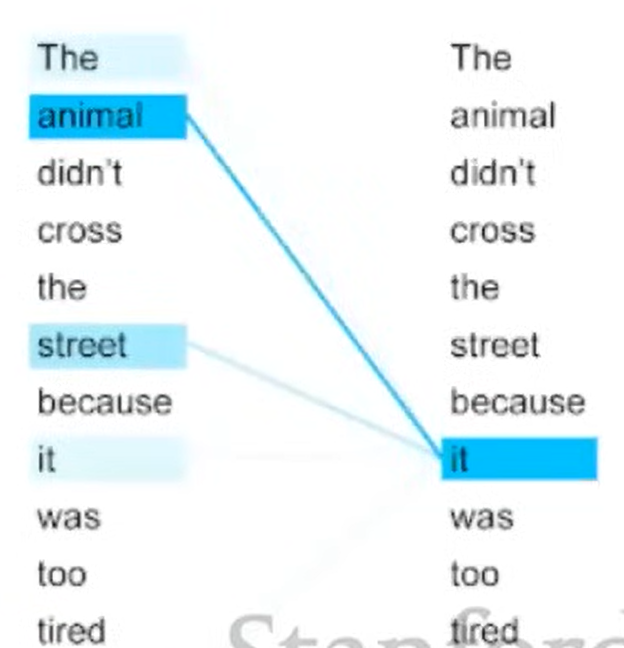 The The
animal animal
didn't didn't
cross cross
the the
street street
because because
it it
was was
too too
tired tired
Stanford